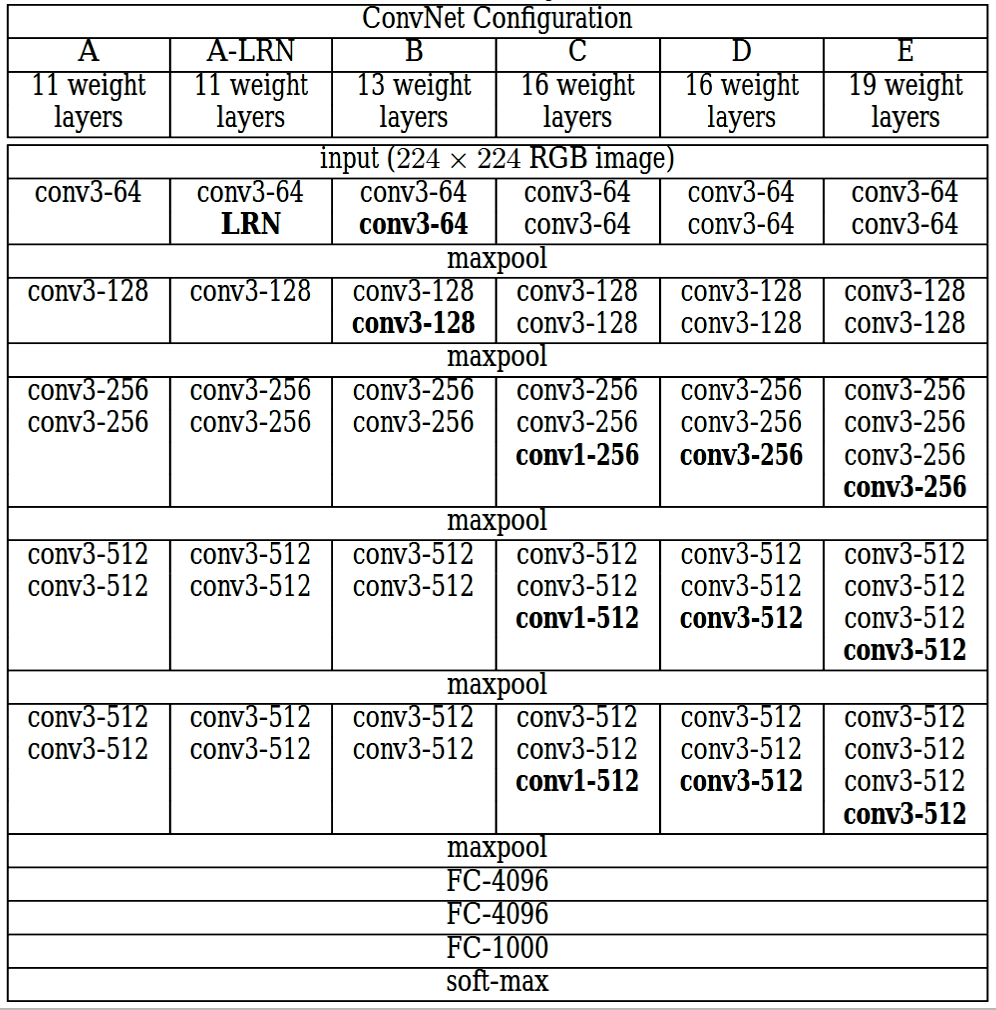 ConvNet Configuration
A A-LRN B C D E
11 weight 11 weight 13 weight 16 weight 16 weight 19 weight
layers layers layers layers layers layers
input (224 × 224 RGB image)
conv3-64 conv3-64 conv3-64 conv3-64 conv3-64 conv3-64
LRN conv3-64 conv3-64 conv3-64 conv3-64
maxpool
conv3-128 conv3-128 conv3-128 conv3-128 conv3-128 conv3-128
conv3-128 conv3-128 conv3-128 conv3-128
maxpool
conv3-256 conv3-256 conv3-256 conv3-256 conv3-256 conv3-256
conv3-256 conv3-256 conv3-256 conv3-256 conv3-256 conv3-256
conv1-256 conv3-256 conv3-256
conv3-256
maxpool
conv3-512 conv3-512 conv3-512 conv3-512 conv3-512 conv3-512
conv3-512 conv3-512 conv3-512 conv3-512 conv3-512 conv3-512
conv1-512 conv3-512 conv3-512
conv3-512
maxpool
conv3-512 conv3-512 conv3-512 conv3-512 conv3-512 conv3-512
conv3-512 conv3-512 conv3-512 conv3-512 conv3-512 conv3-512
conv1-512 conv3-512 conv3-512
conv3-512
maxpool
FC-4096
FC-4096
FC-1000
soft-max